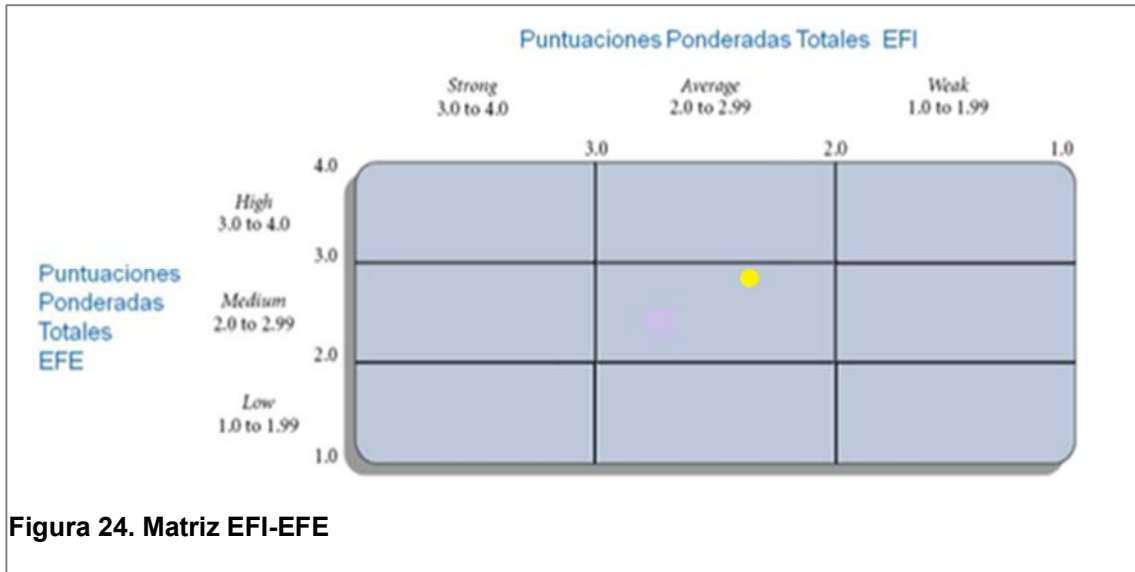 Puntuaciones Ponderadas Totales EFI
Strong
3.0 to 4.0
Average
2.0 to 2.99
Weak
1.0 to 1.99
3.0
2.0
1.0
4.0
High
3.0 to 4.0
3.0
Puntuaciones
Ponderadas
Totales
EFE
Medium
2.0 to 2.99
2.0
Low
1.0 to 1.99
1.0
Figura 24. Matriz EFI-EFE